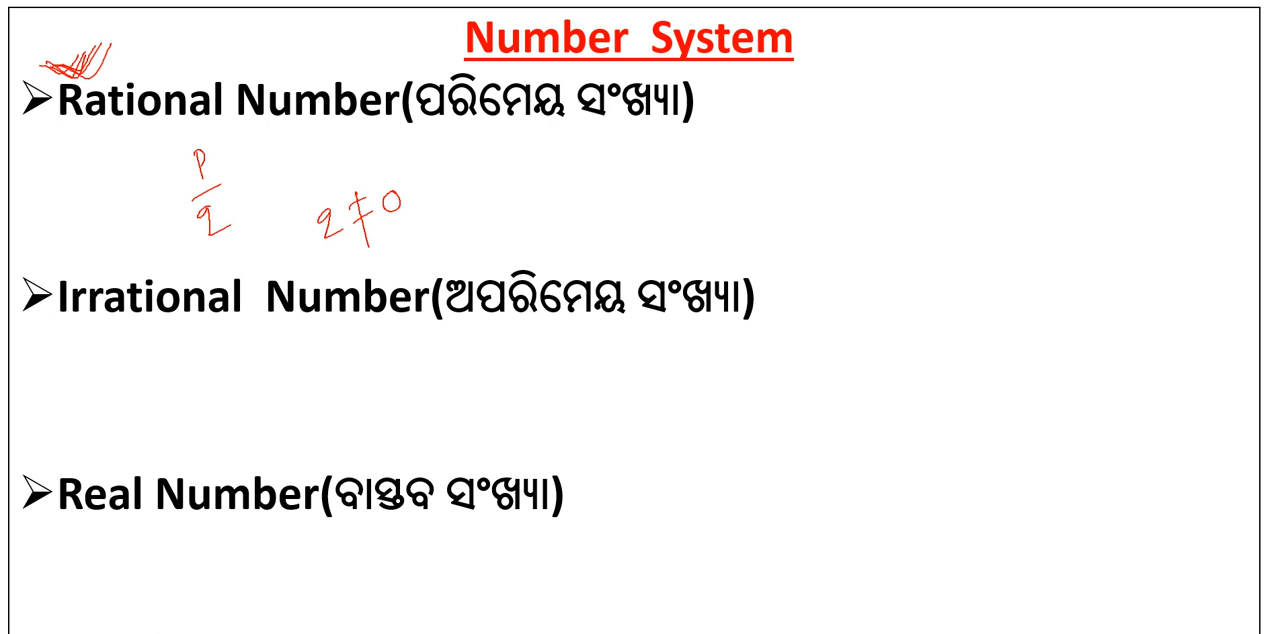 Number System
➢Rational Number(ପରିମେୟ ସଂଖ୍ୟା)
p/q q≠0
➢Irrational Number(ଅପରିମେୟ ସଂଖ୍ୟା)
➢Real Number(ବାସ୍ତବ ସଂଖ୍ୟା)